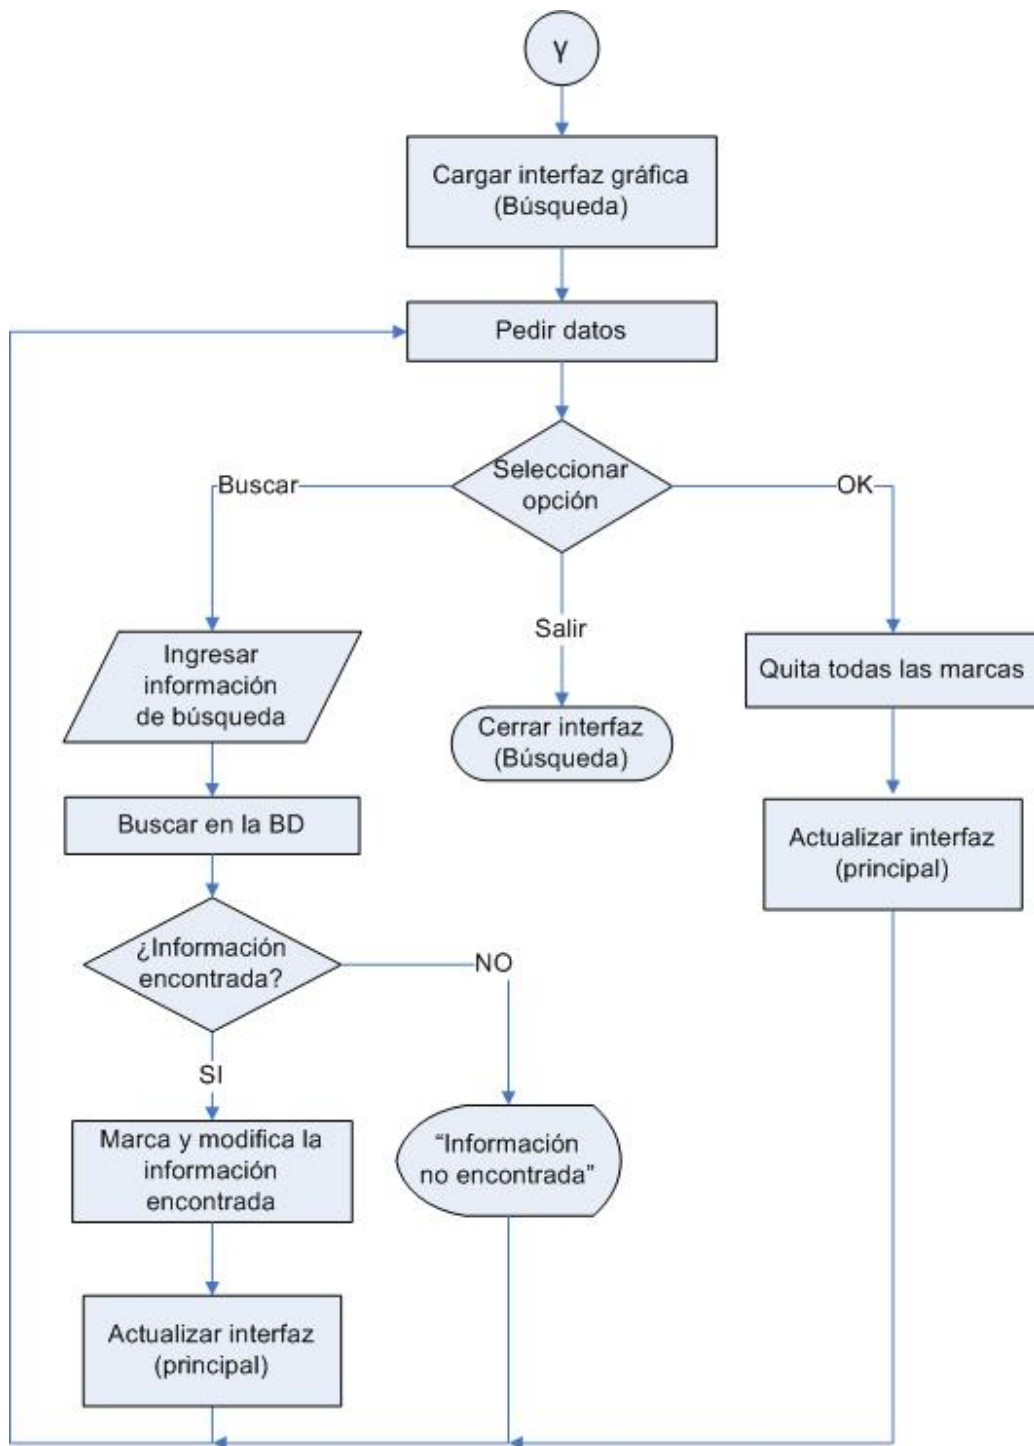 γ
Cargar interfaz gráfica
(Búsqueda)
Pedir datos
Seleccionar
opción
Buscar
OK
Salir
Ingresar
información
de búsqueda
Quita todas las marcas
Cerrar interfaz
(Búsqueda)
Buscar en la BD
Actualizar interfaz
(principal)
¿Información
encontrada?
NO
SI
Marca y modifica la
información
encontrada
“Información
no encontrada”
Actualizar interfaz
(principal)